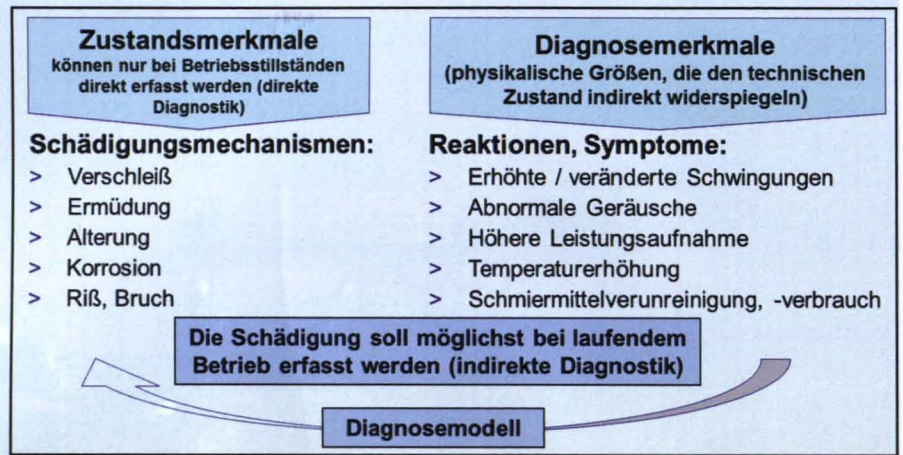 Zustandsmerkmale
können nur bei Betriebsstillständen
direkt erfasst werden (direkte
Diagnostik)
Diagnosemerkmale
(physikalische Größen, die den technischen
Zustand indirekt widerspiegeln)
Schädigungsmechanismen:
> Verschleiß
> Ermüdung
> Alterung
> Korrosion
> Riß, Bruch
Reaktionen, Symptome:
> Erhöhte / veränderte Schwingungen
> Abnormale Geräusche
> Höhere Leistungsaufnahme
> Temperaturerhöhung
> Schmiermittelverunreinigung, -verbrauch
Die Schädigung soll möglichst bei laufendem
Betrieb erfasst werden (indirekte Diagnostik)
Diagnosemodell